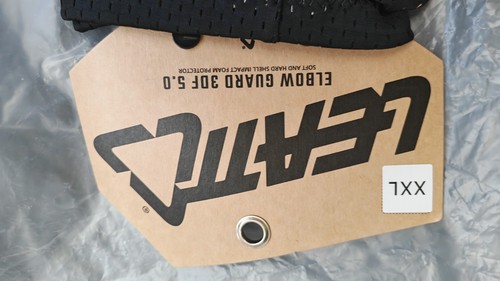 LEATT
®
ELBOW GUARD 3DF 5.0
SOFT AND HARD SHELL IMPACT FOAM PROTECTOR
XXL